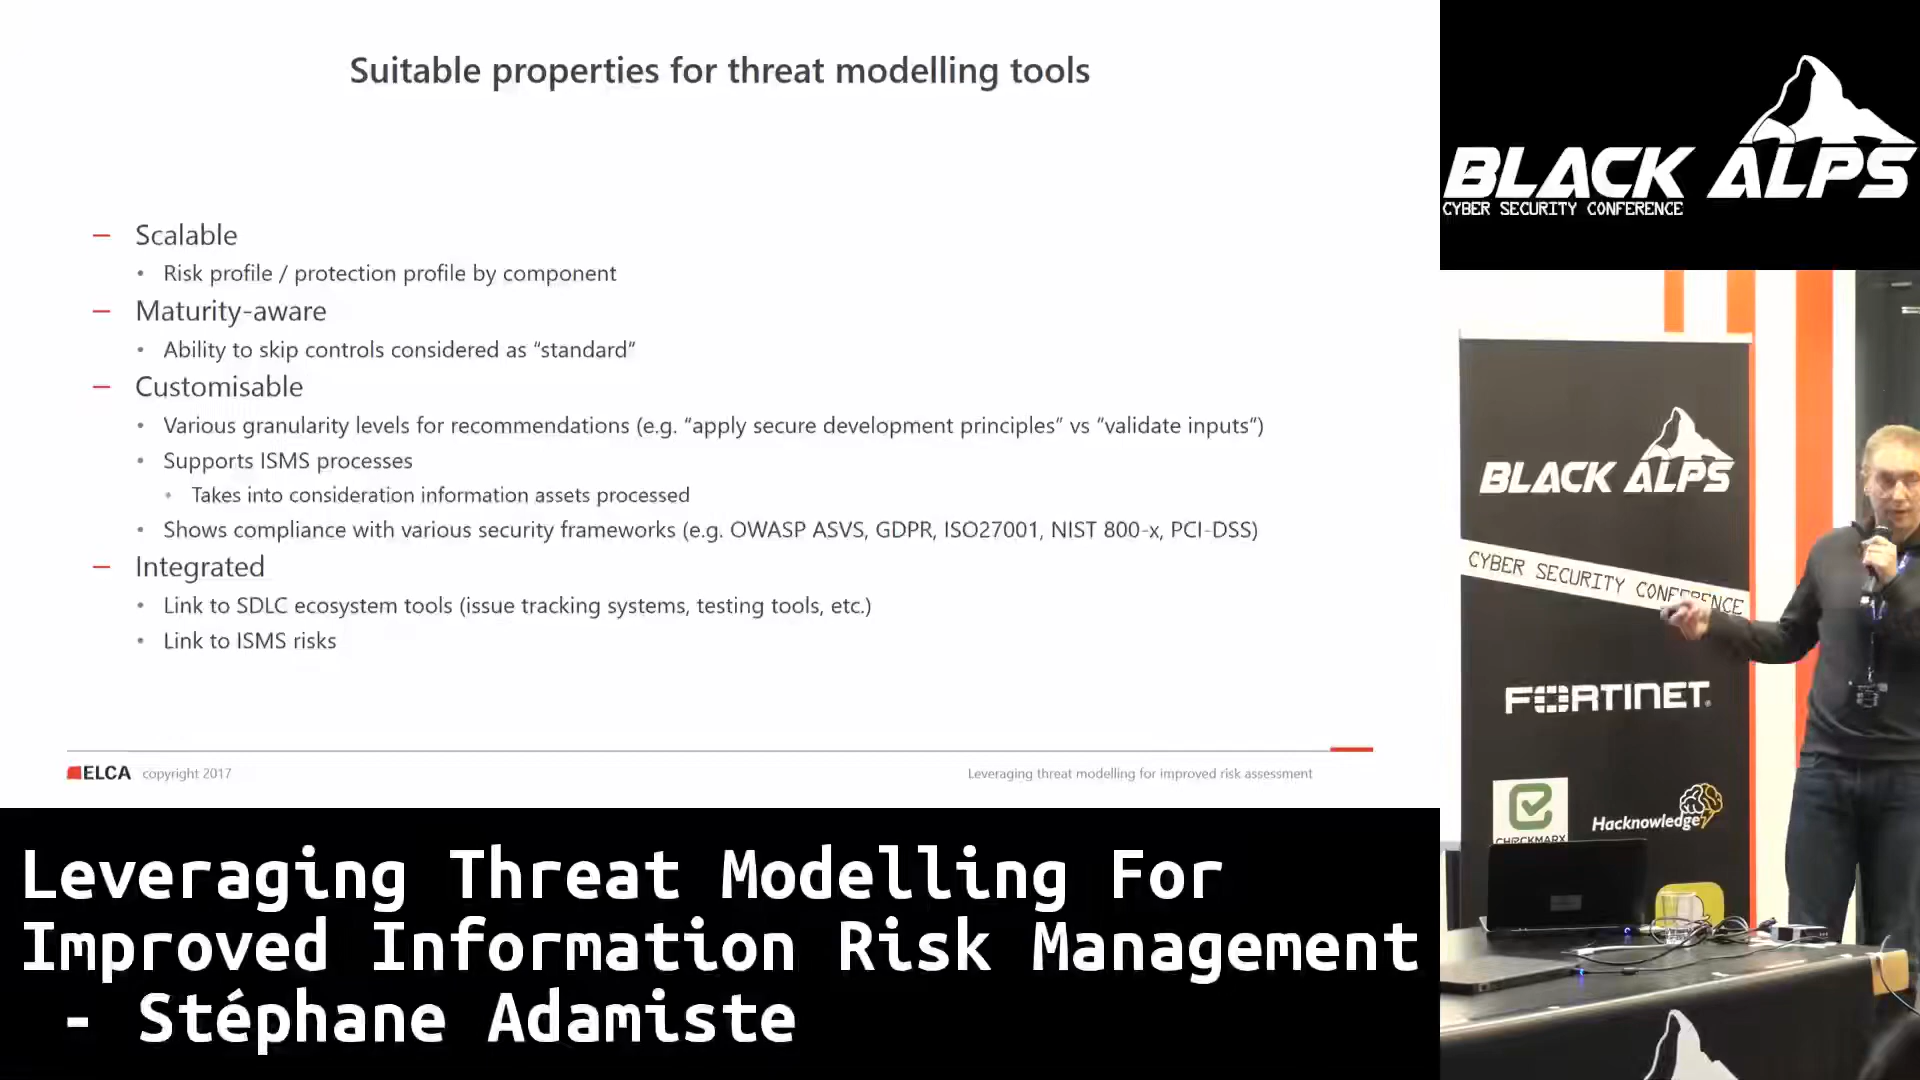 Suitable properties for threat modelling tools
– Scalable
• Risk profile / protection profile by component
– Maturity-aware
• Ability to skip controls considered as “standard”
– Customisable
• Various granularity levels for recommendations (e.g. “apply secure development principles” vs “validate inputs”)
• Supports ISMS processes
• Takes into consideration information assets processed
• Shows compliance with various security frameworks (e.g. OWASP ASVS, GDPR, ISO27001, NIST 800-x, PCI-DSS)
– Integrated
• Link to SDLC ecosystem tools (issue tracking systems, testing tools, etc.)
• Link to ISMS risks
ELCA copyright 2017
Leveraging threat modelling for improved risk assessment
BLACK ALPS
CYBER SECURITY CONFERENCE
BLACK ALPS
CYBER SECURITY CONFERENCE
FORTINET
CHECKMARX
Hacknowledge
Leveraging Threat Modelling For
Improved Information Risk Management
- Stéphane Adamiste